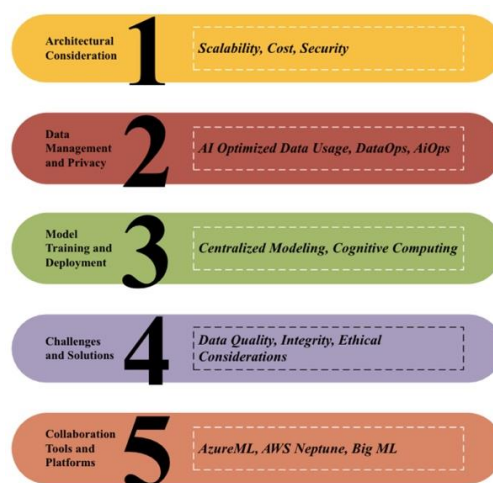 Architectural
Consideration
1
Scalability, Cost, Security
Data
Management
and Privacy
2
AI Optimized Data Usage, DataOps, AiOps
Model
Training and
Deployment
3
Centralized Modeling, Cognitive Computing
Challenges
and Solutions
4
Data Quality, Integrity, Ethical
Considerations
Collaboration
Tools and
Platforms
5
AzureML, AWS Neptune, Big ML